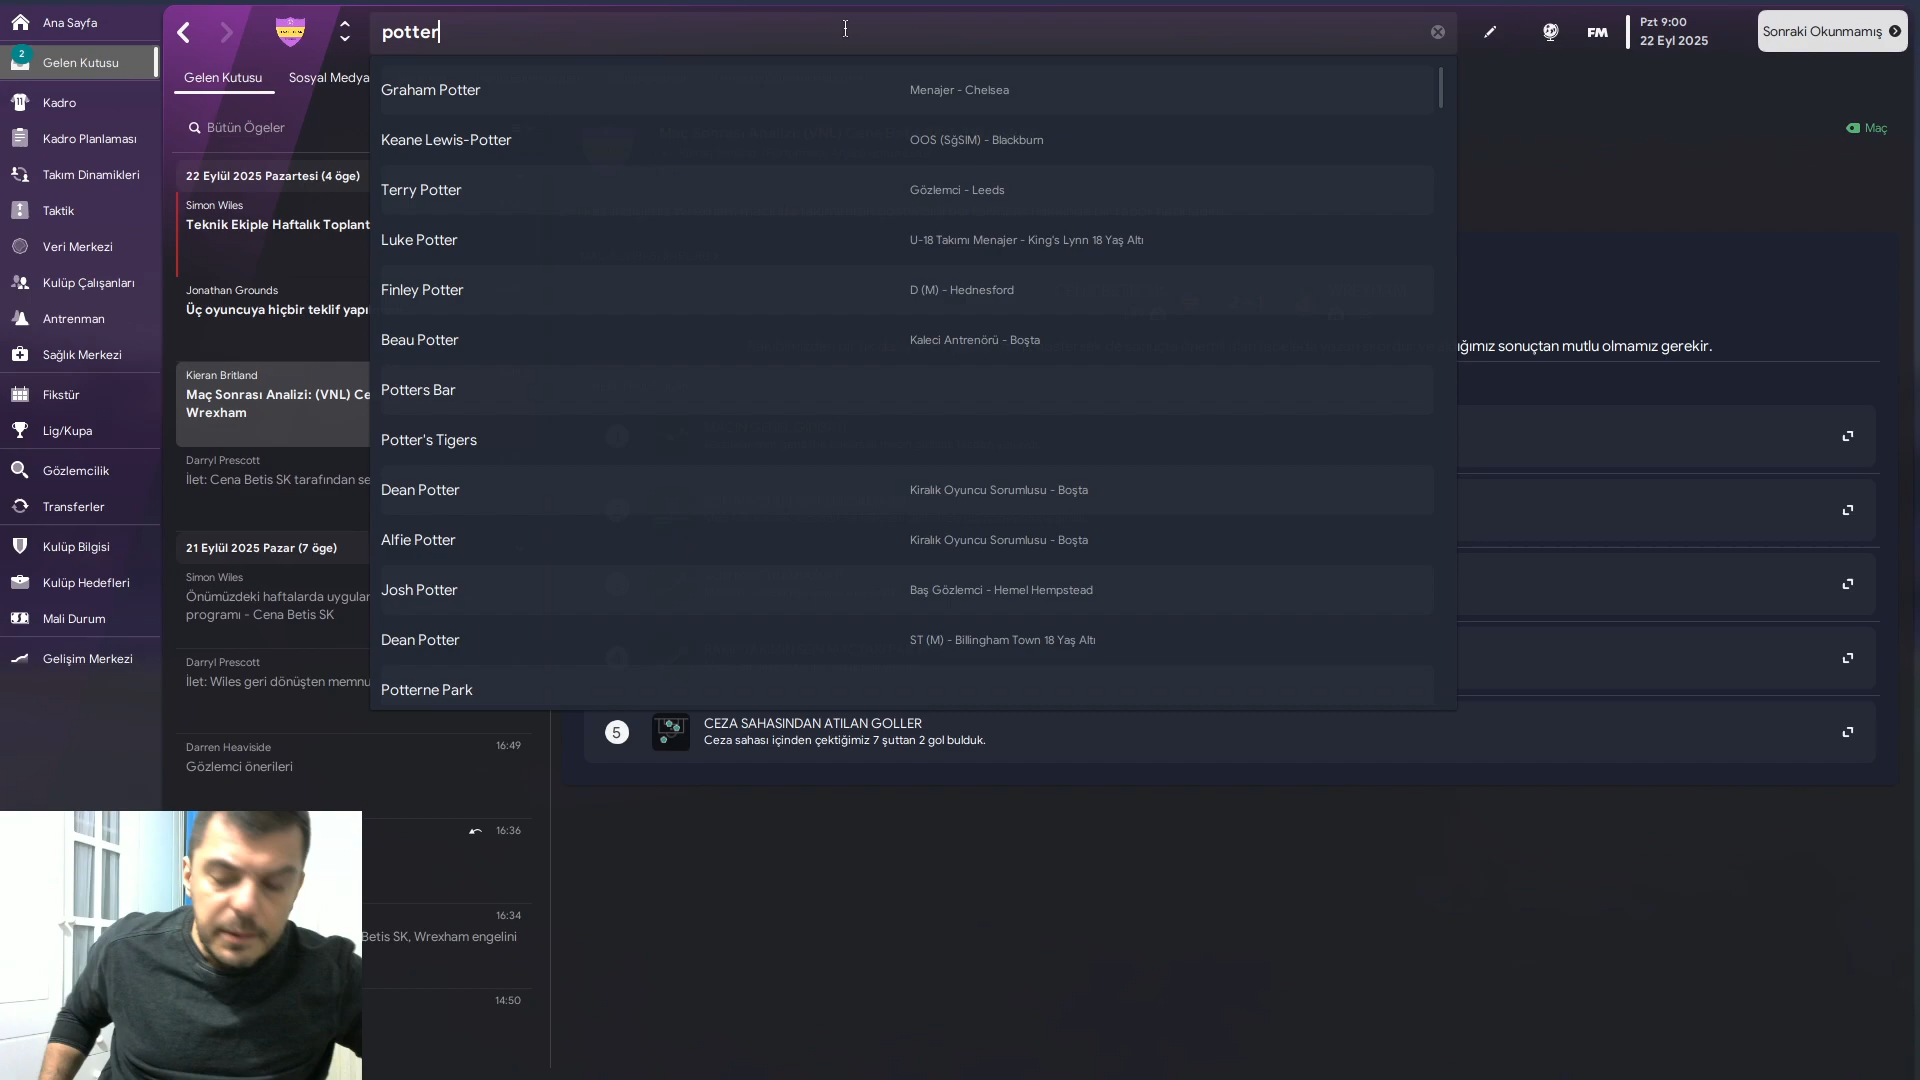 Ana Sayfa
2
Gelen Kutusu
Kadro
Kadro Planlaması
Takım Dinamikleri
Taktik
Veri Merkezi
Kulüp Çalışanları
Antrenman
Sağlık Merkezi
Fikstür
Lig/Kupa
Gözlemcilik
Transferler
Kulüp Bilgisi
Kulüp Hedefleri
Mali Durum
Gelişim Merkezi
potter
FM
Pzt 9:00
22 Eyl 2025
Sonraki Okunmamış
Gelen Kutusu
Sosyal Medya
Bütün Ögeler
22 Eylül 2025 Pazartesi (4 öge)
Simon Wiles
Teknik Ekiple Haftalık Toplant
Jonathan Grounds
Üç oyuncuya hiçbir teklif yapı
Kieran Britland
Maç Sonrası Analizi: (VNL) Ce
Wrexham
Darryl Prescott
İlet: Cena Betis SK tarafından se
21 Eylül 2025 Pazar (7 öge)
Simon Wiles
Önümüzdeki haftalarda uygular
programı - Cena Betis SK
Darryl Prescott
İlet: Wiles geri dönüşten memnu
Darren Heaviside
16:49
Gözlemci önerileri
16:36
16:34
Betis SK, Wrexham engelini
14:50
Graham Potter
Menajer - Chelsea
Keane Lewis-Potter
OOS (SğSIM) - Blackburn
Terry Potter
Gözlemci - Leeds
Luke Potter
U-18 Takımı Menajer - King's Lynn 18 Yaş Altı
Finley Potter
D (M) - Hednesford
Beau Potter
Kaleci Antrenörü - Boşta
Potters Bar
Potter's Tigers
Dean Potter
Kiralık Oyuncu Sorumlusu - Boşta
Alfie Potter
Kiralık Oyuncu Sorumlusu - Boşta
Josh Potter
Baş Gözlemci - Hemel Hempstead
Dean Potter
ST (M) - Billingham Town 18 Yaş Altı
Potterne Park
Maç
ığımız sonuçtan mutlu olmamız gerekir.
5
CEZA SAHASINDAN ATILAN GOLLER
Ceza sahası içinden çektiğimiz 7 şuttan 2 gol bulduk.